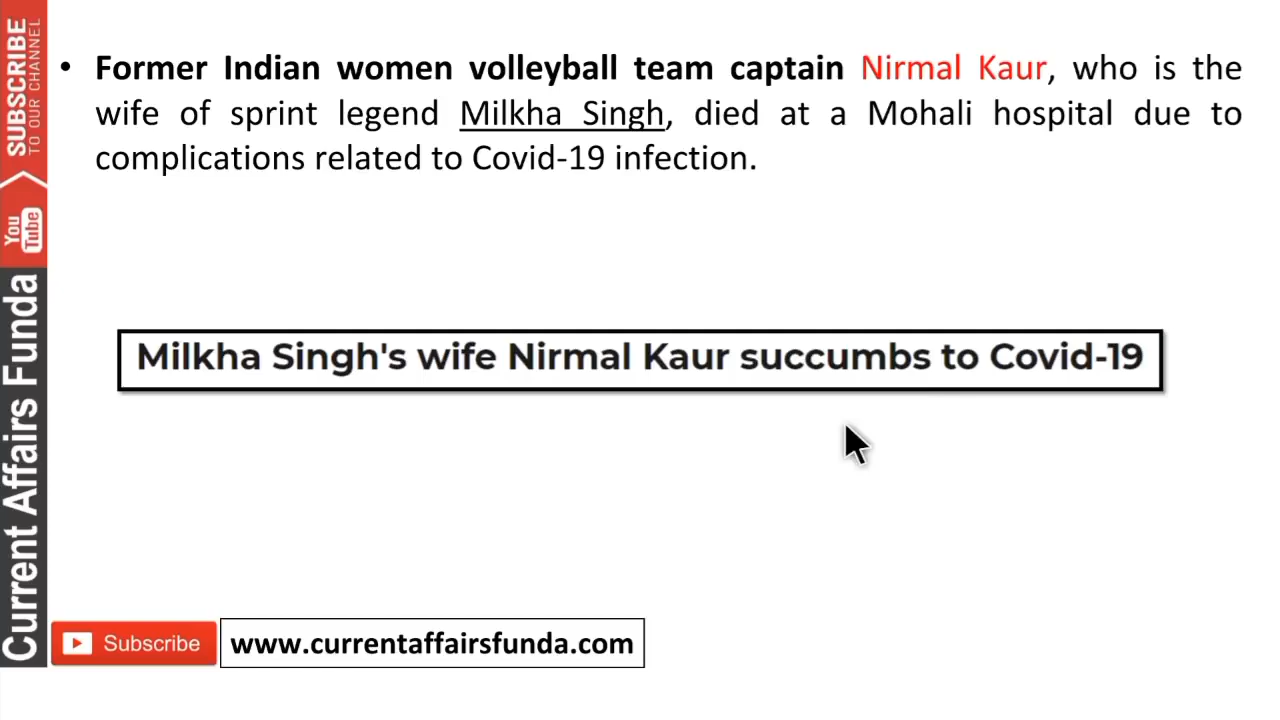 • Former Indian women volleyball team captain Nirmal Kaur, who is the
wife of sprint legend Milkha Singh, died at a Mohali hospital due to
complications related to Covid-19 infection.
Milkha Singh's wife Nirmal Kaur succumbs to Covid-19
SUBSCRIBE
TO OUR CHANNEL
You
Tube
Current Affairs Funda
Subscribe
www.currentaffairsfunda.com